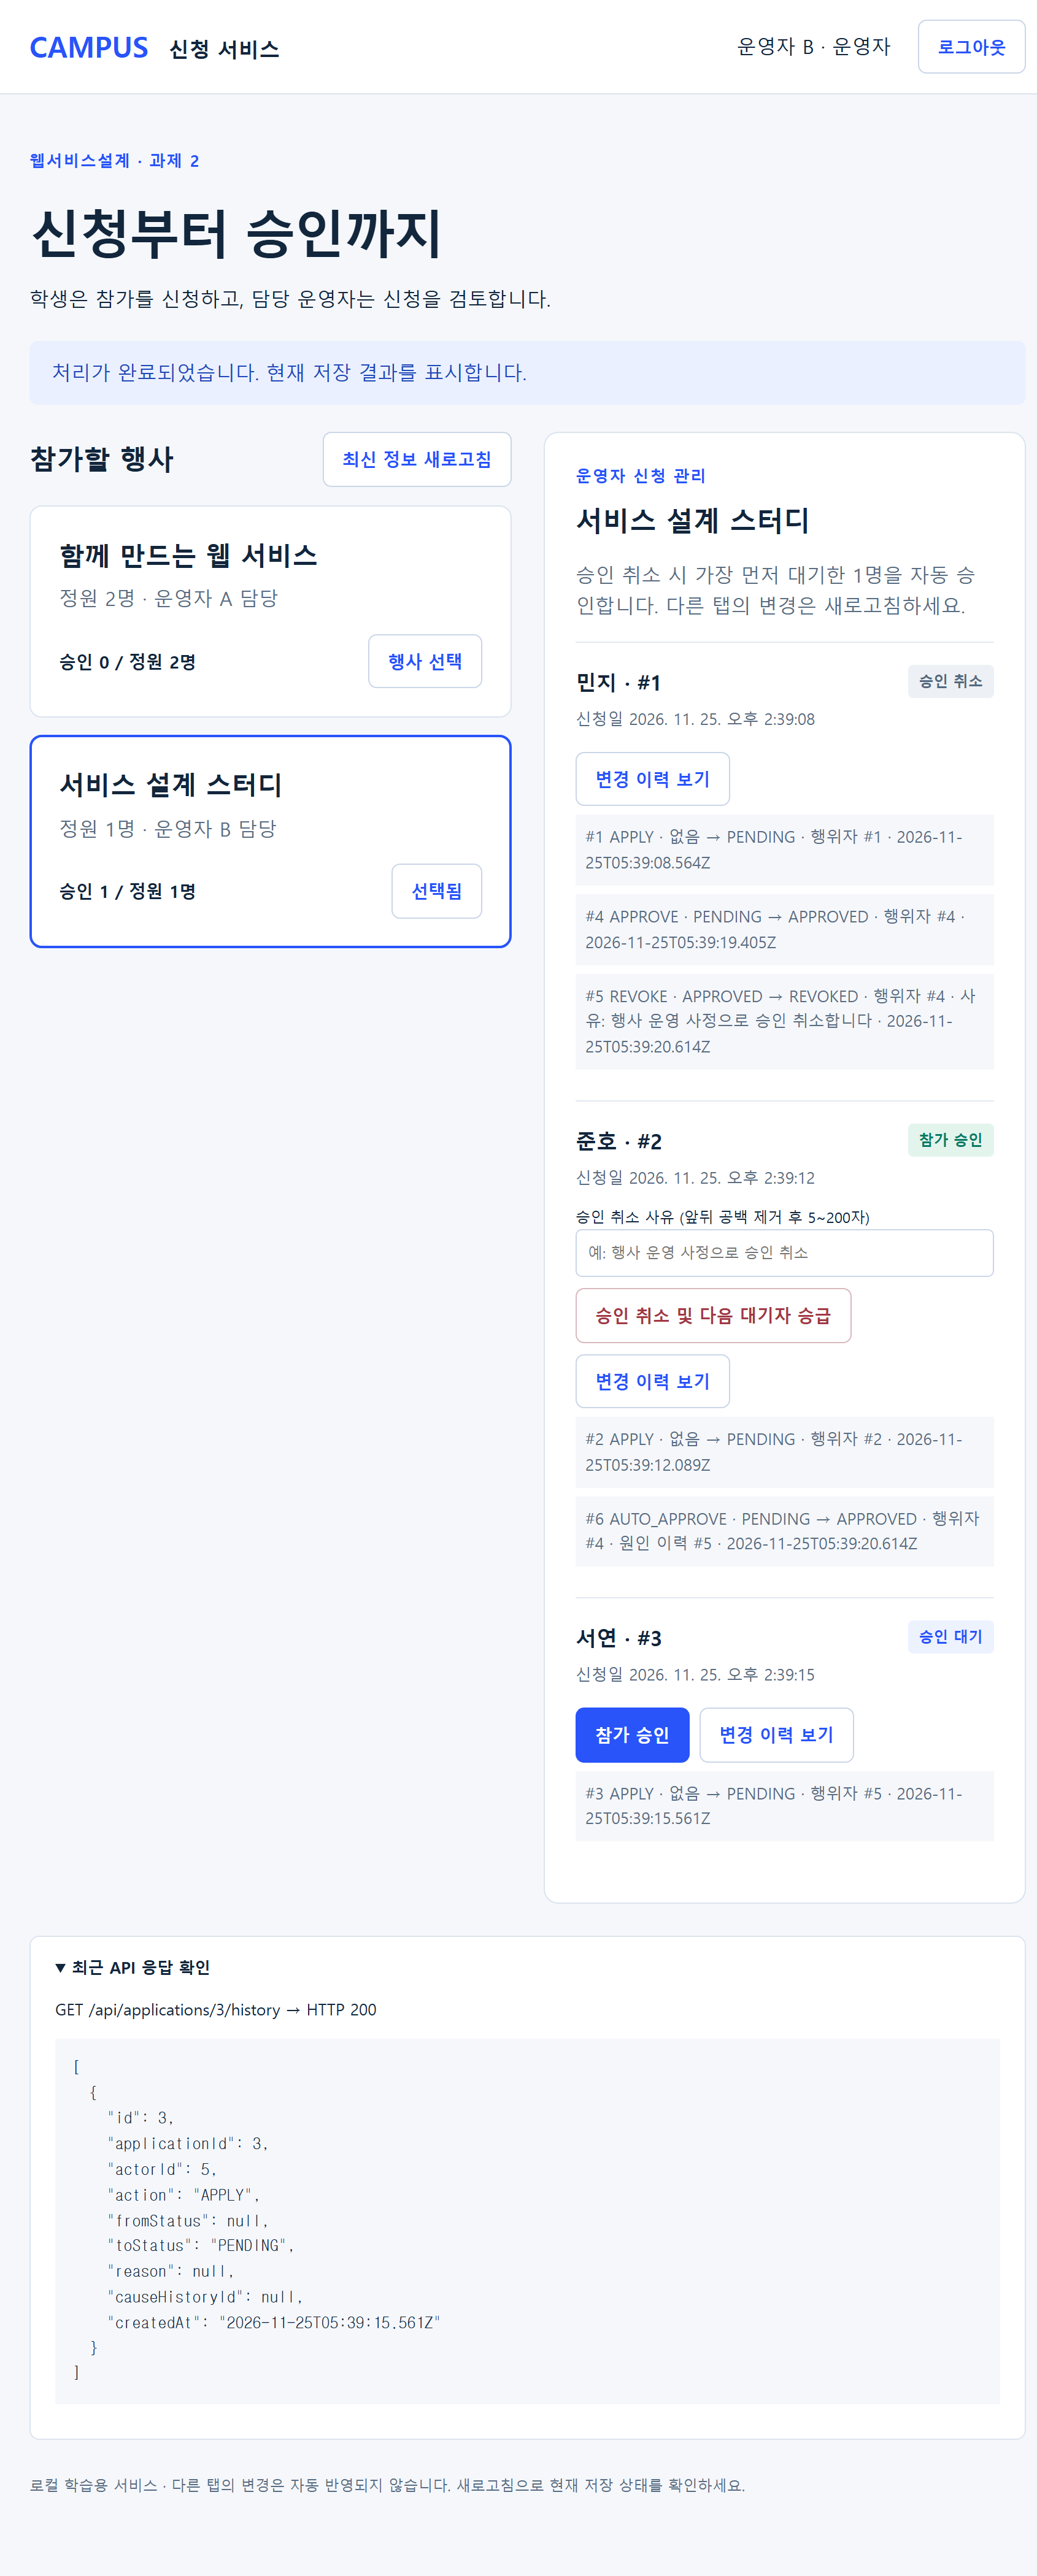 CAMPUS 신청 서비스
운영자 B · 운영자
로그아웃
웹서비스설계 · 과제 2
신청부터 승인까지
학생은 참가를 신청하고, 담당 운영자는 신청을 검토합니다.
처리가 완료되었습니다. 현재 저장 결과를 표시합니다.
참가할 행사
최신 정보 새로고침
함께 만드는 웹 서비스
정원 2명 · 운영자 A 담당
승인 0 / 정원 2명
행사 선택
서비스 설계 스터디
정원 1명 · 운영자 B 담당
승인 1 / 정원 1명
선택됨
운영자 신청 관리
서비스 설계 스터디
승인 취소 시 가장 먼저 대기한 1명을 자동 승
인합니다. 다른 탭의 변경은 새로고침하세요.
민지 · #1
승인 취소
신청일 2026. 11. 25. 오후 2:39:08
변경 이력 보기
#1 APPLY · 없음 → PENDING · 행위자 #1 · 2026-11-
25T05:39:08.564Z
#4 APPROVE · PENDING → APPROVED · 행위자 #4 ·
2026-11-25T05:39:19.405Z
#5 REVOKE · APPROVED → REVOKED · 행위자 #4 · 사
유: 행사 운영 사정으로 승인 취소합니다 · 2026-11-
25T05:39:20.614Z
준호 · #2
참가 승인
신청일 2026. 11. 25. 오후 2:39:12
승인 취소 사유 (앞뒤 공백 제거 후 5~200자)
예: 행사 운영 사정으로 승인 취소
승인 취소 및 다음 대기자 승급
변경 이력 보기
#2 APPLY · 없음 → PENDING · 행위자 #2 · 2026-11-
25T05:39:12.089Z
#6 AUTO_APPROVE · PENDING → APPROVED · 행위자
#4 · 원인 이력 #5 · 2026-11-25T05:39:20.614Z
서연 · #3
승인 대기
신청일 2026. 11. 25. 오후 2:39:15
참가 승인
변경 이력 보기
#3 APPLY · 없음 → PENDING · 행위자 #5 · 2026-11-
25T05:39:15.561Z
▼ 최근 API 응답 확인
GET /api/applications/3/history → HTTP 200
[
  {
    "id": 3,
    "applicationId": 3,
    "actorId": 5,
    "action": "APPLY",
    "fromStatus": null,
    "toStatus": "PENDING",
    "reason": null,
    "causeHistoryId": null,
    "createdAt": "2026-11-25T05:39:15.561Z"
  }
]
로컬 학습용 서비스 · 다른 탭의 변경은 자동 반영되지 않습니다. 새로고침으로 현재 저장 상태를 확인하세요.